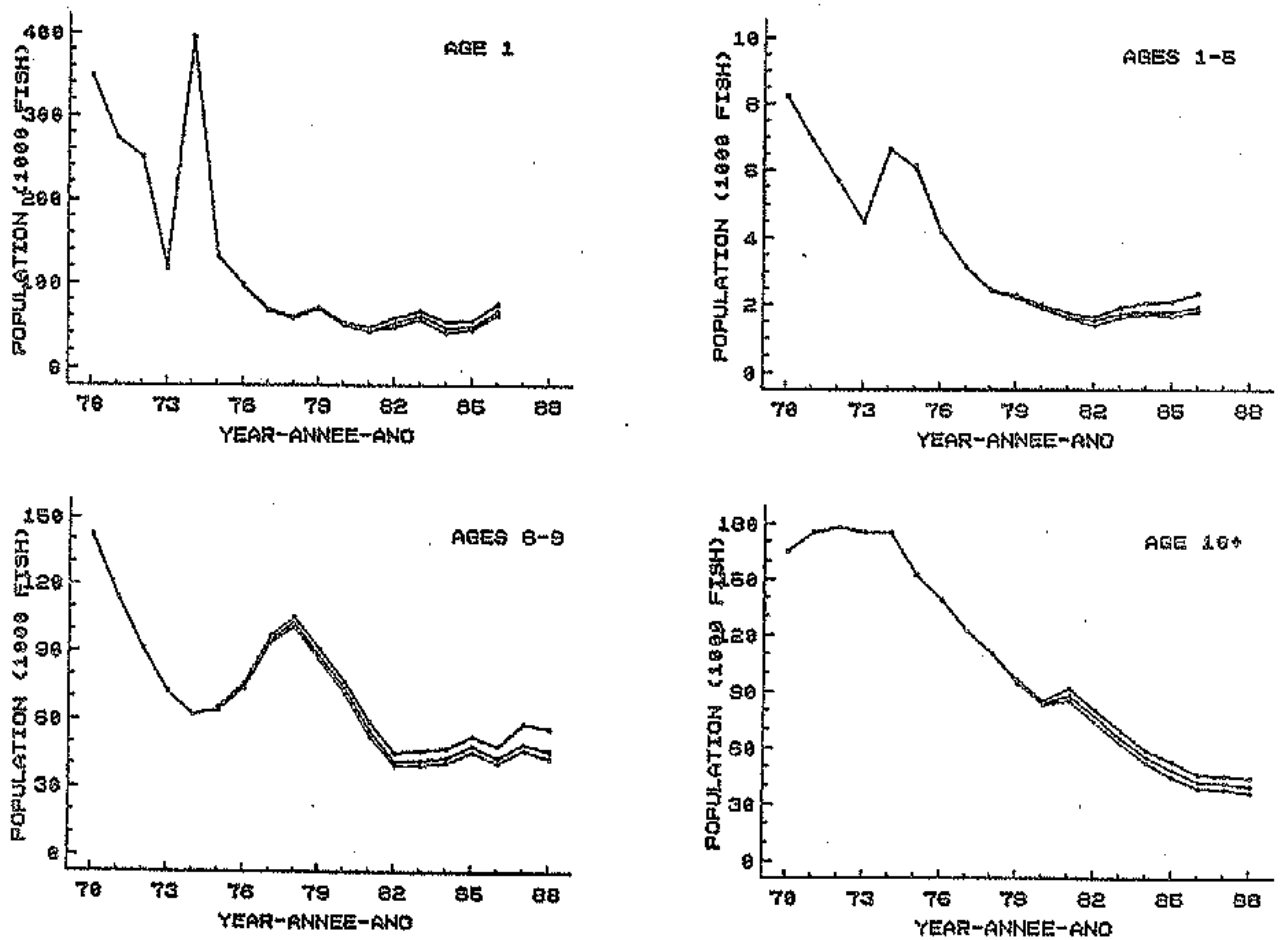 AGE 1
POPULATION (1000 FISH)
400
300
200
100
0
70 73 76 79 82 85 88
YEAR-ANNEE-ANO
AGES 1-5
POPULATION (1000 FISH)
10
8
6
4
2
0
70 73 76 79 82 85 88
YEAR-ANNEE-ANO
AGES 6-9
POPULATION (1000 FISH)
150
120
90
60
30
0
70 73 76 79 82 85 88
YEAR-ANNEE-ANO
AGE 10+
POPULATION (1000 FISH)
180
150
120
90
60
30
0
70 73 76 79 82 85 88
YEAR-ANNEE-ANO